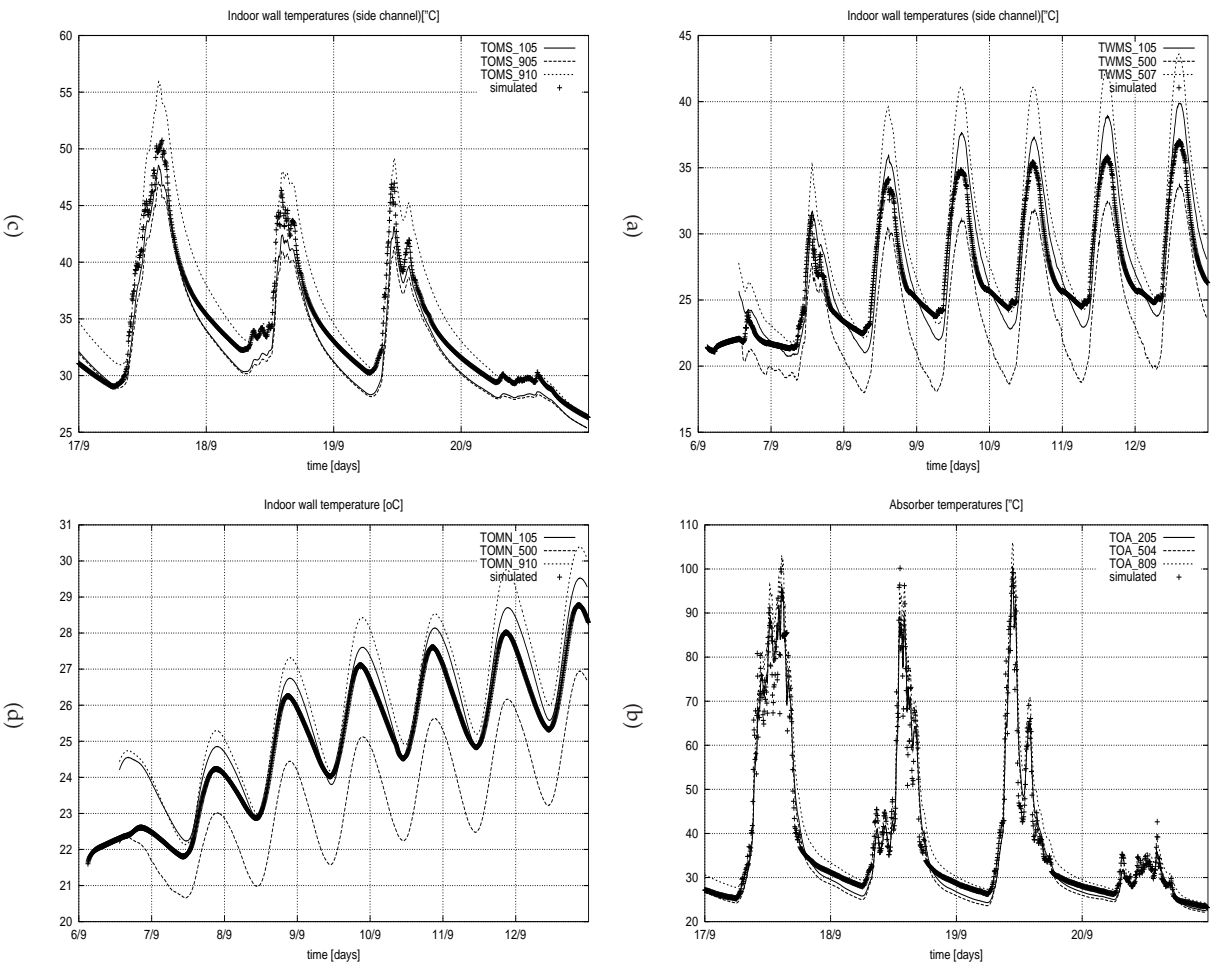 Indoor wall temperatures (side channel)[°C]
60
55
50
45
40
35
30
25
17/9
18/9
19/9
20/9
time [days]
TOMS_105
TOMS_905
TOMS_910
simulated
(c)
Indoor wall temperatures (side channel)[°C]
45
40
35
30
25
20
15
6/9
7/9
8/9
9/9
10/9
11/9
12/9
time [days]
TWMS_105
TWMS_500
TWMS_507
simulated
(a)
Indoor wall temperature [oC]
31
30
29
28
27
26
25
24
23
22
21
20
6/9
7/9
8/9
9/9
10/9
11/9
12/9
time [days]
TOMN_105
TOMN_500
TOMN_910
simulated
(d)
Absorber temperatures [°C]
110
100
90
80
70
60
50
40
30
20
17/9
18/9
19/9
20/9
time [days]
TOA_205
TOA_504
TOA_809
simulated
(b)